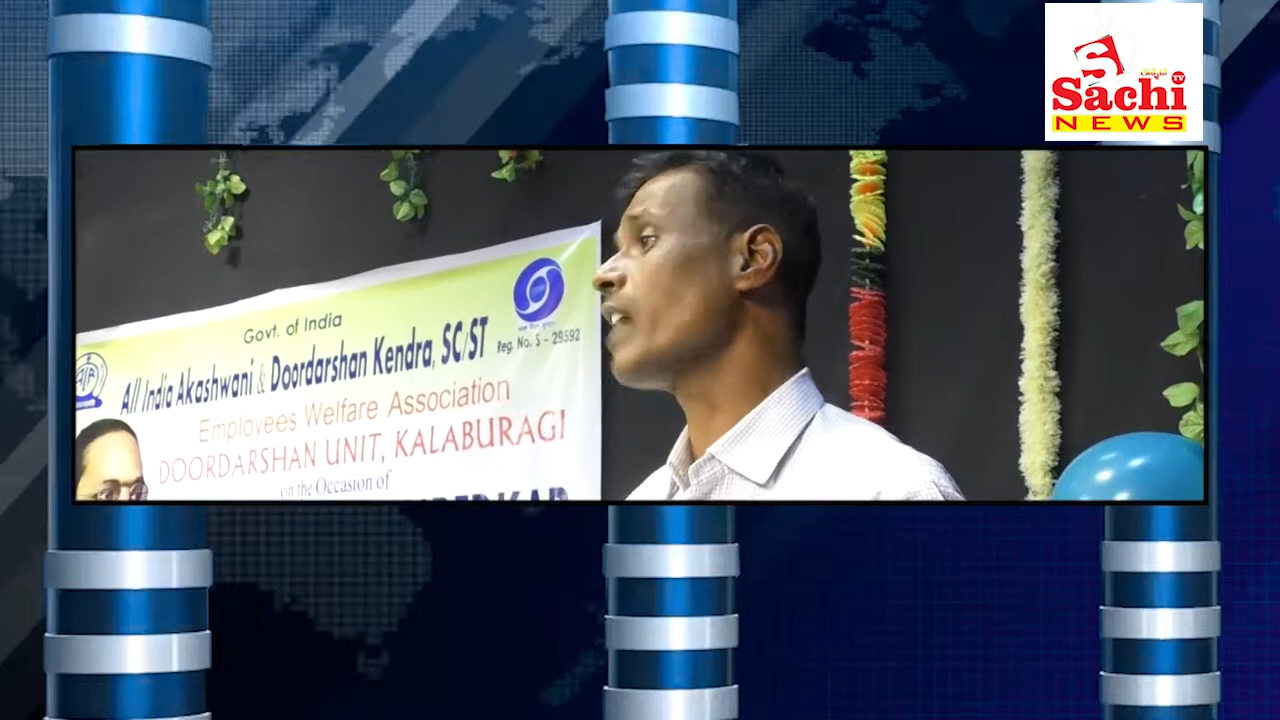 Sachi TV
NEWS
Govt. of India
All India Akashwani & Doordarshan Kendra, SC/ST
Reg. No. S - 29592
Employees Welfare Association
DOORDARSHAN UNIT, KALABURAGI
on the Occasion of